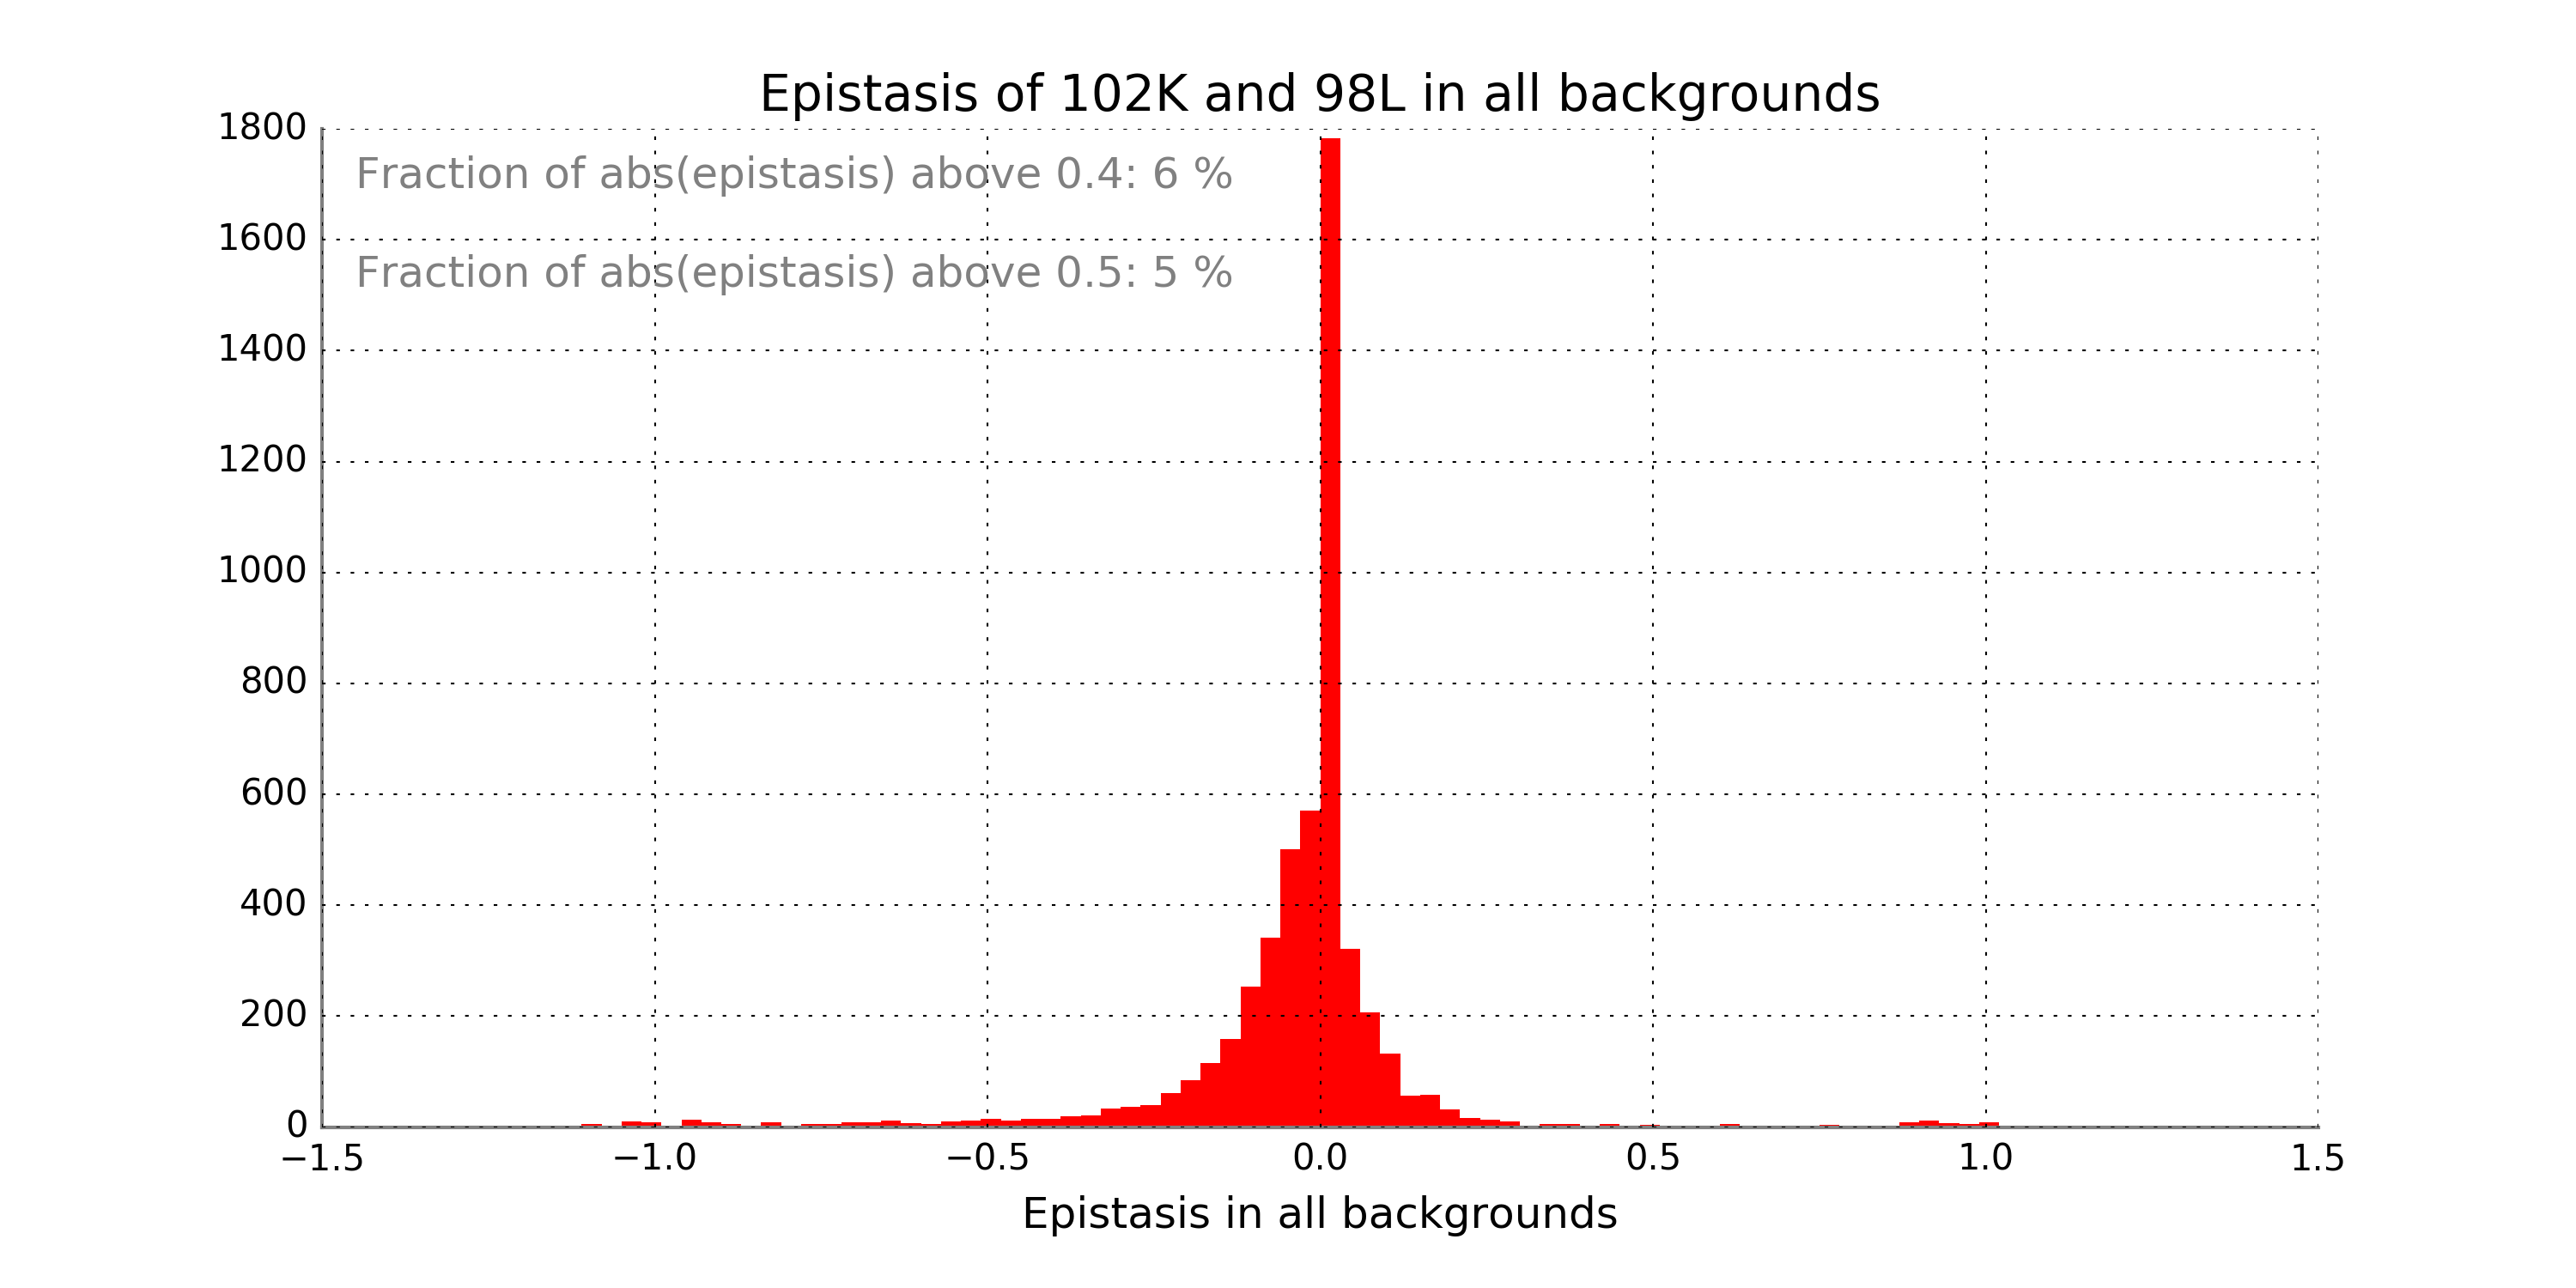 Epistasis of 102K and 98L in all backgrounds
1800
Fraction of abs(epistasis) above 0.4: 6 %
1600
Fraction of abs(epistasis) above 0.5: 5 %
1400
1200
1000
800
600
400
200
0
−1.5 −1.0 −0.5 0.0 0.5 1.0 1.5
Epistasis in all backgrounds